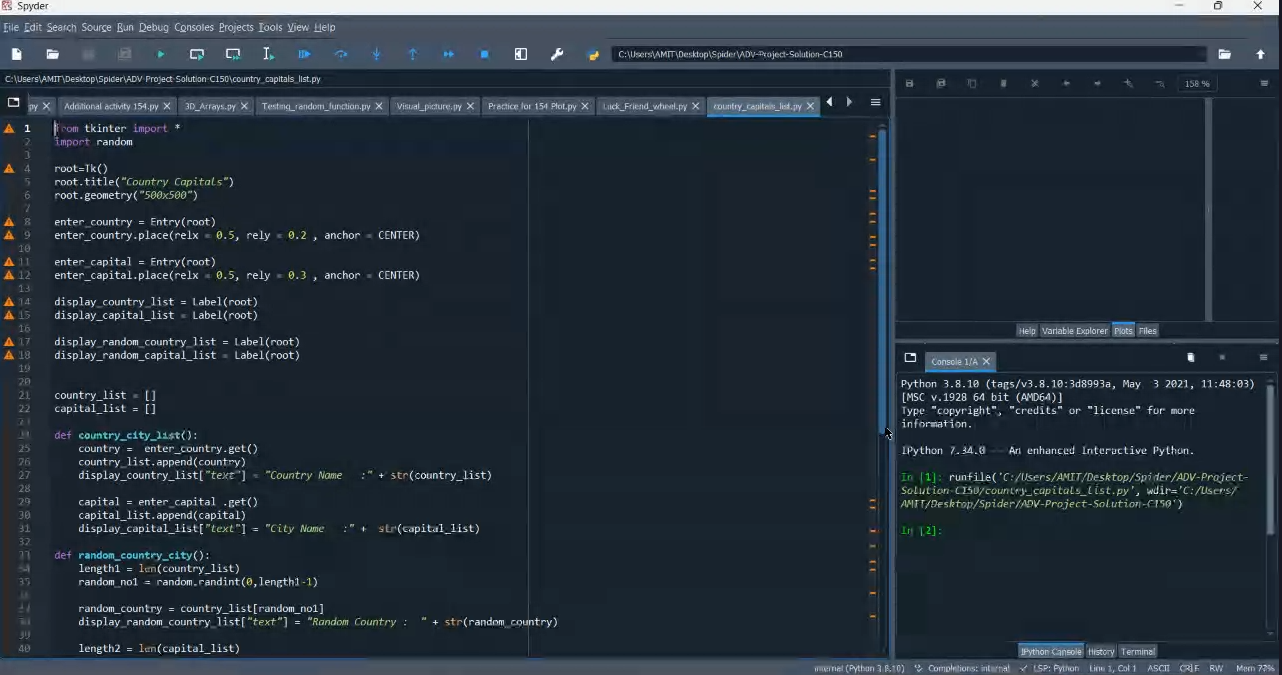 Spyder
File Edit Search Source Run Debug Consoles Projects Tools View Help
C:\Users\AMIT\Desktop\Spider\ADV-Project-Solution-C150
C:\Users\AMIT\Desktop\Spider\ADV-Project-Solution-C150\country_capitals_list.py
py Additional activity 154.py 3D_Arrays.py Testing_random_function.py Visual_picture.py Practice for 154 Plot.py Luck_Friend_wheel.py country_capitals_list.py
158 %
1 from tkinter import *
2 import random
3
4 root=Tk()
5 root.title("Country Capitals")
6 root.geometry("500x500")
7
8 enter_country = Entry(root)
9 enter_country.place(relx = 0.5, rely = 0.2 , anchor = CENTER)
10
11 enter_capital = Entry(root)
12 enter_capital.place(relx = 0.5, rely = 0.3 , anchor = CENTER)
13
14 display_country_list = Label(root)
15 display_capital_list = Label(root)
16
17 display_random_country_list = Label(root)
18 display_random_capital_list = Label(root)
19
20
21 country_list = []
22 capital_list = []
23
24 def country_city_list():
25 country =  enter_country.get()
26 country_list.append(country)
27 display_country_list["text"] = "Country Name   :" + str(country_list)
28
29 capital = enter_capital .get()
30 capital_list.append(capital)
31 display_capital_list["text"] = "City Name   :" +  str(capital_list)
32
33 def random_country_city():
34 length1 = len(country_list)
35 random_no1 = random.randint(0,length1-1)
36
37 random_country = country_list[random_no1]
38 display_random_country_list["text"] = "Random Country :  " + str(random_country)
39
40 length2 = len(capital_list)
Help Variable Explorer Plots Files
Console 1/A
Python 3.8.10 (tags/v3.8.10:3d8993a, May  3 2021, 11:48:03)
[MSC v.1928 64 bit (AMD64)]
Type "copyright", "credits" or "license" for more
information.
IPython 7.34.0 -- An enhanced Interactive Python.
In [1]: runfile('C:/Users/AMIT/Desktop/Spider/ADV-Project-
Solution-C150/country_capitals_list.py', wdir='C:/Users/
AMIT/Desktop/Spider/ADV-Project-Solution-C150')
In [2]:
IPython Console History Terminal
internal (Python 3.8.10) Completions: internal LSP: Python Line 1, Col 1 ASCII CRLF RW Mem 77%